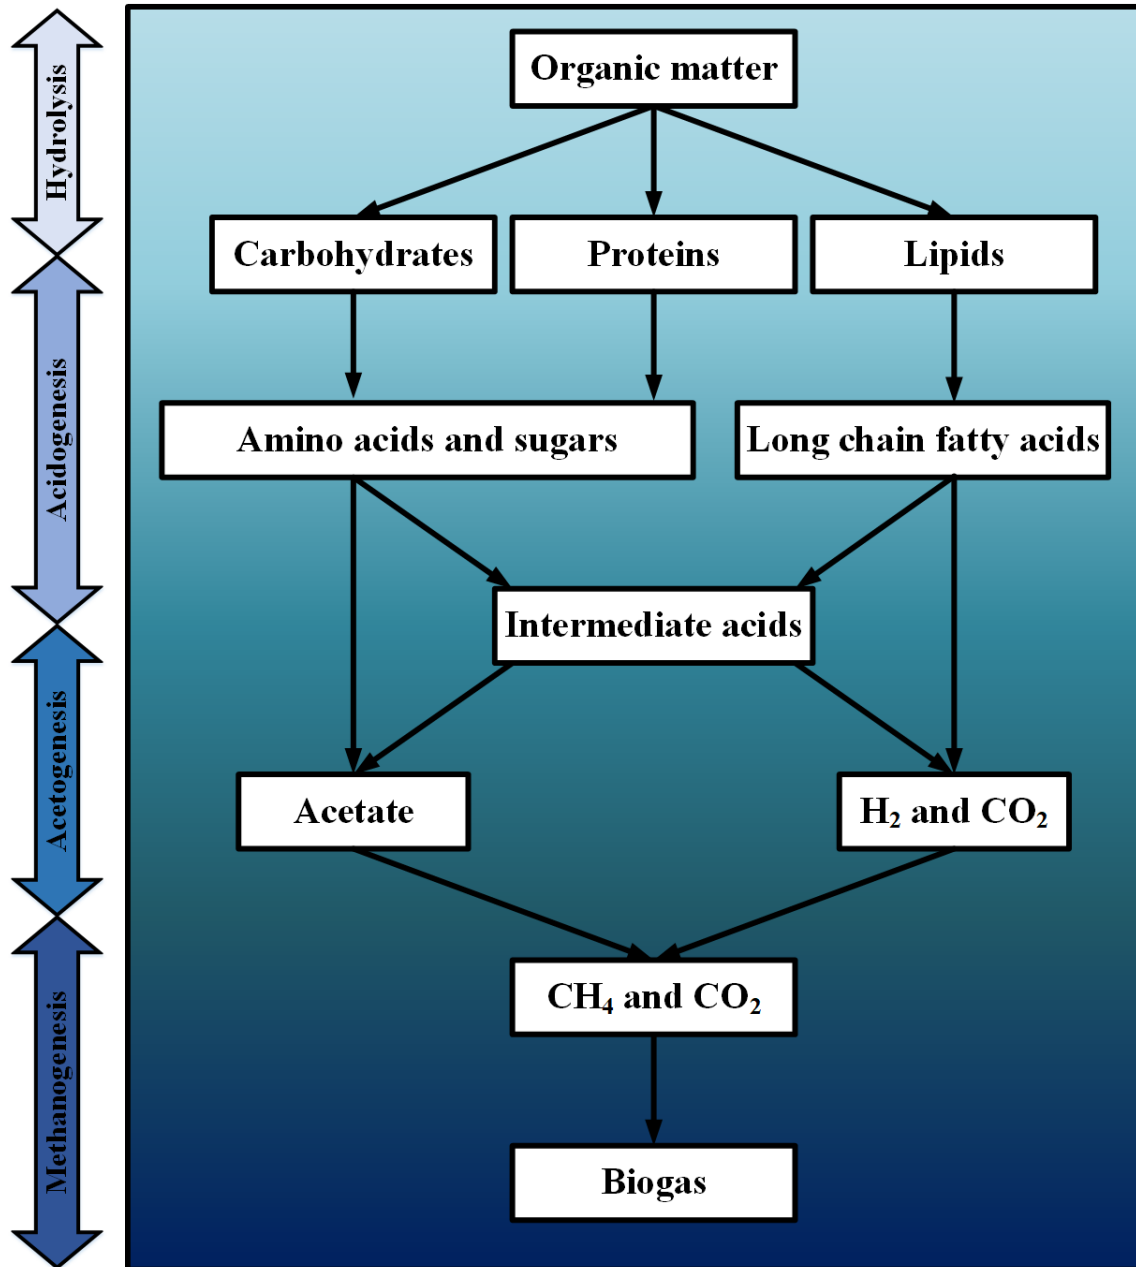 Hydrolysis
Acidogenesis
Acetogenesis
Methanogenesis
Organic matter
Carbohydrates
Proteins
Lipids
Amino acids and sugars
Long chain fatty acids
Intermediate acids
Acetate
H₂ and CO₂
CH₄ and CO₂
Biogas